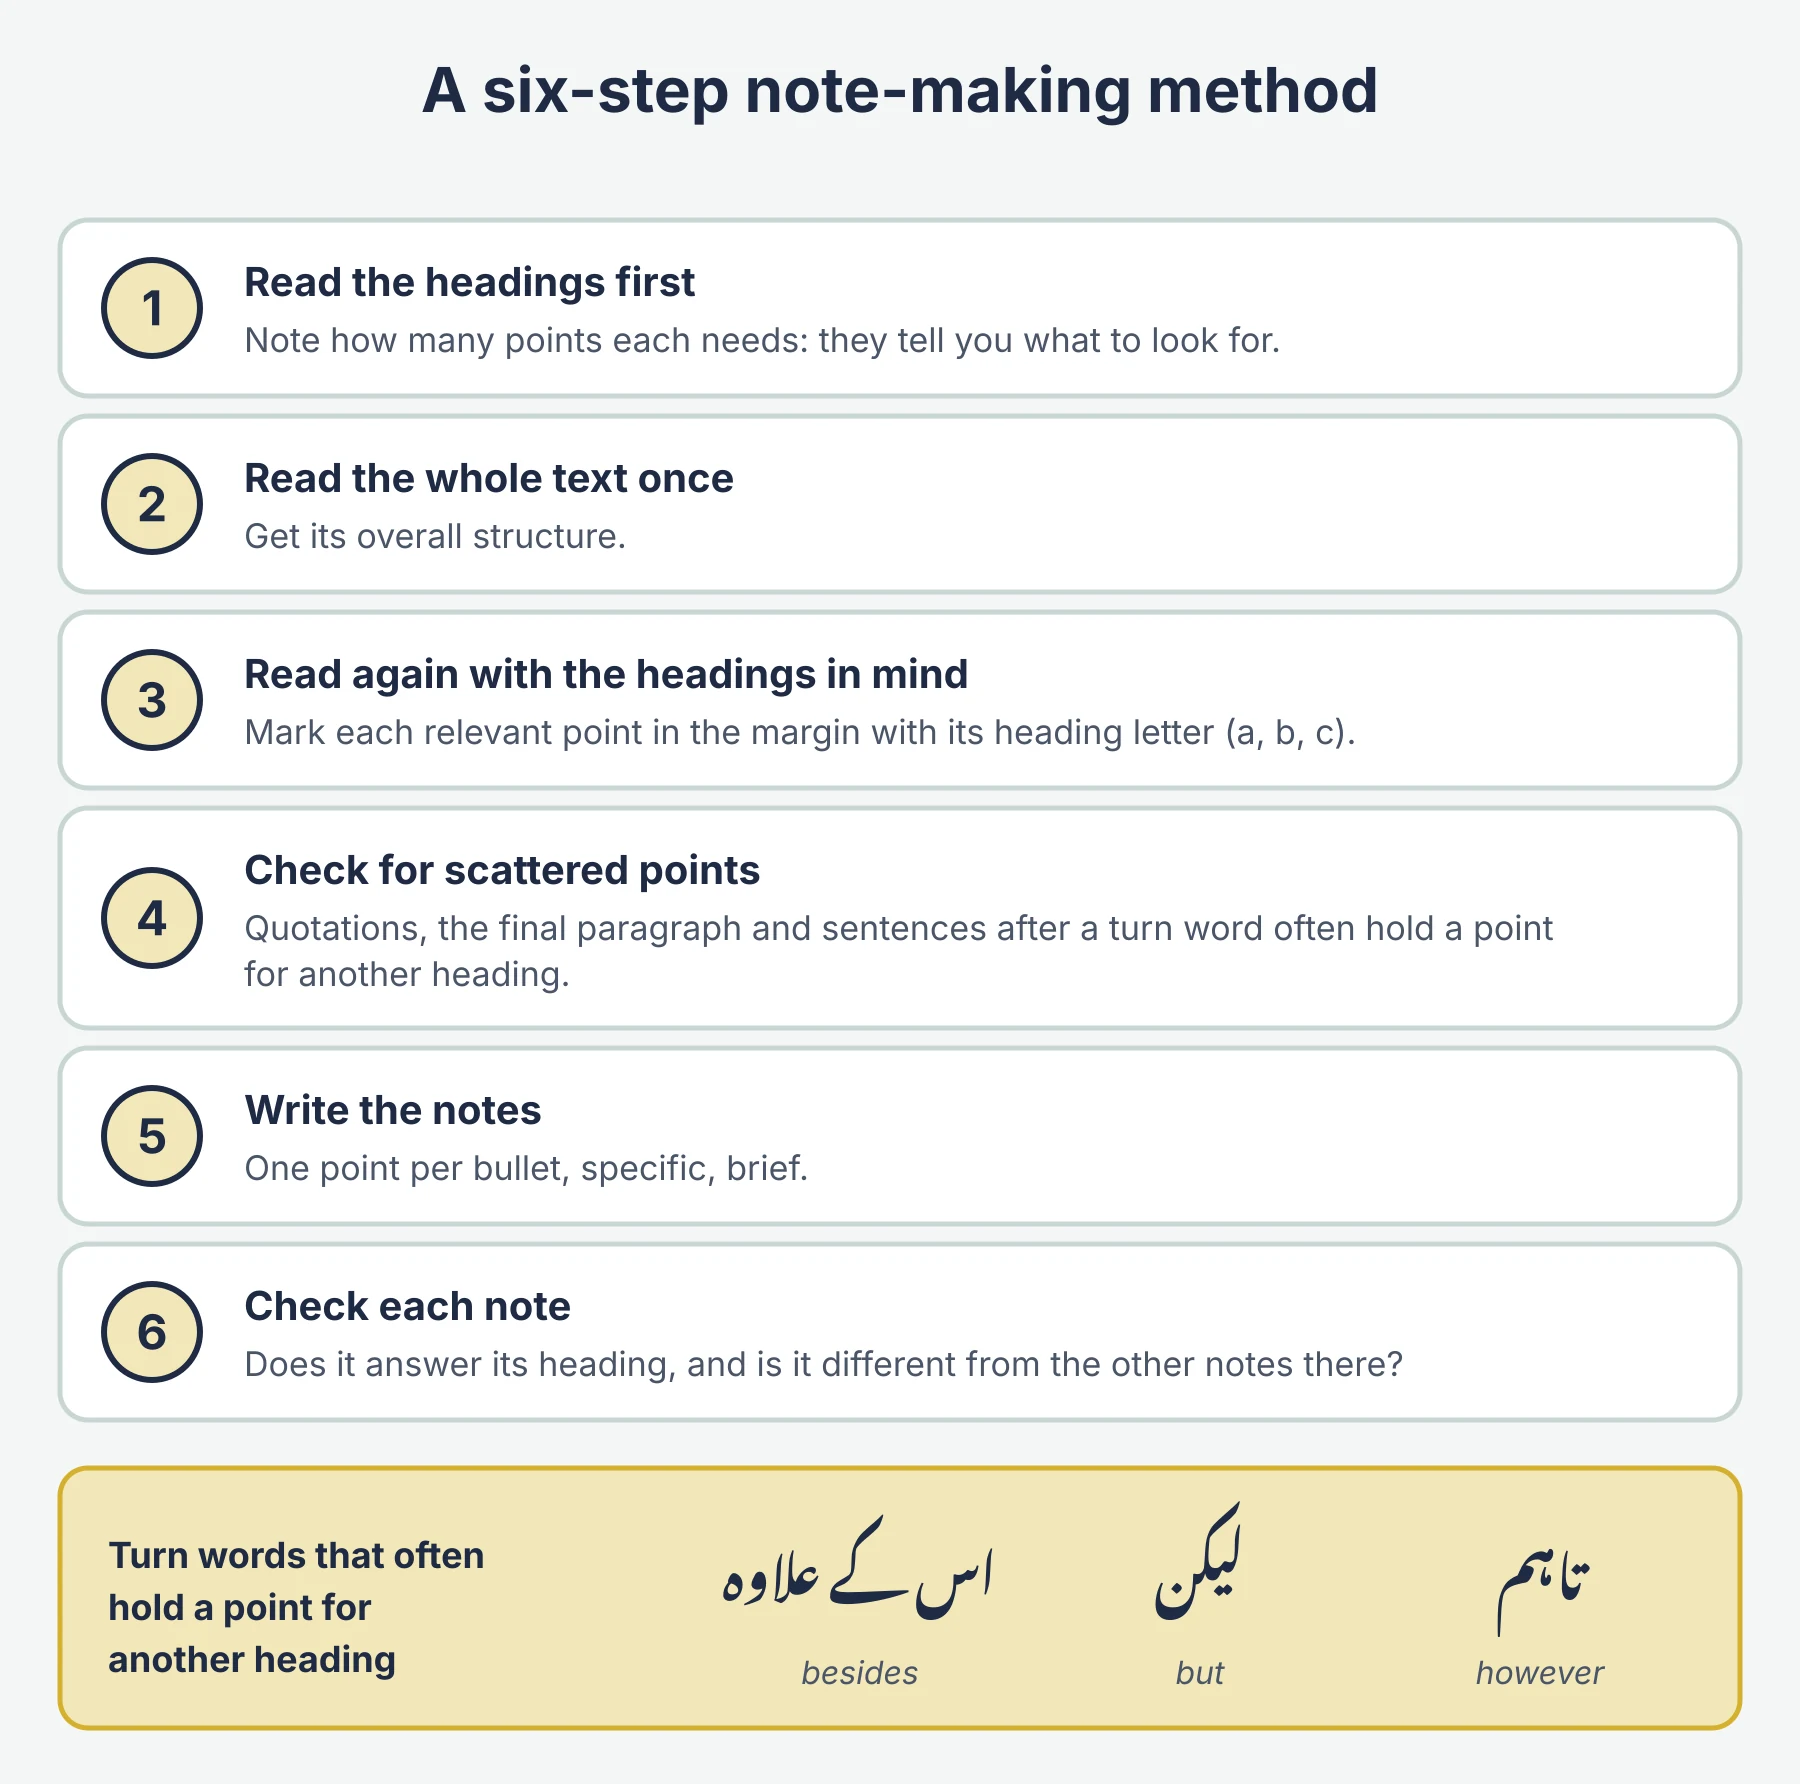 A six-step note-making method
1
Read the headings first
Note how many points each needs: they tell you what to look for.
2
Read the whole text once
Get its overall structure.
3
Read again with the headings in mind
Mark each relevant point in the margin with its heading letter (a, b, c).
4
Check for scattered points
Quotations, the final paragraph and sentences after a turn word often hold a point
for another heading.
5
Write the notes
One point per bullet, specific, brief.
6
Check each note
Does it answer its heading, and is it different from the other notes there?
Turn words that often
hold a point for
another heading
تاہم
however
لیکن
but
اس کے علاوہ
besides